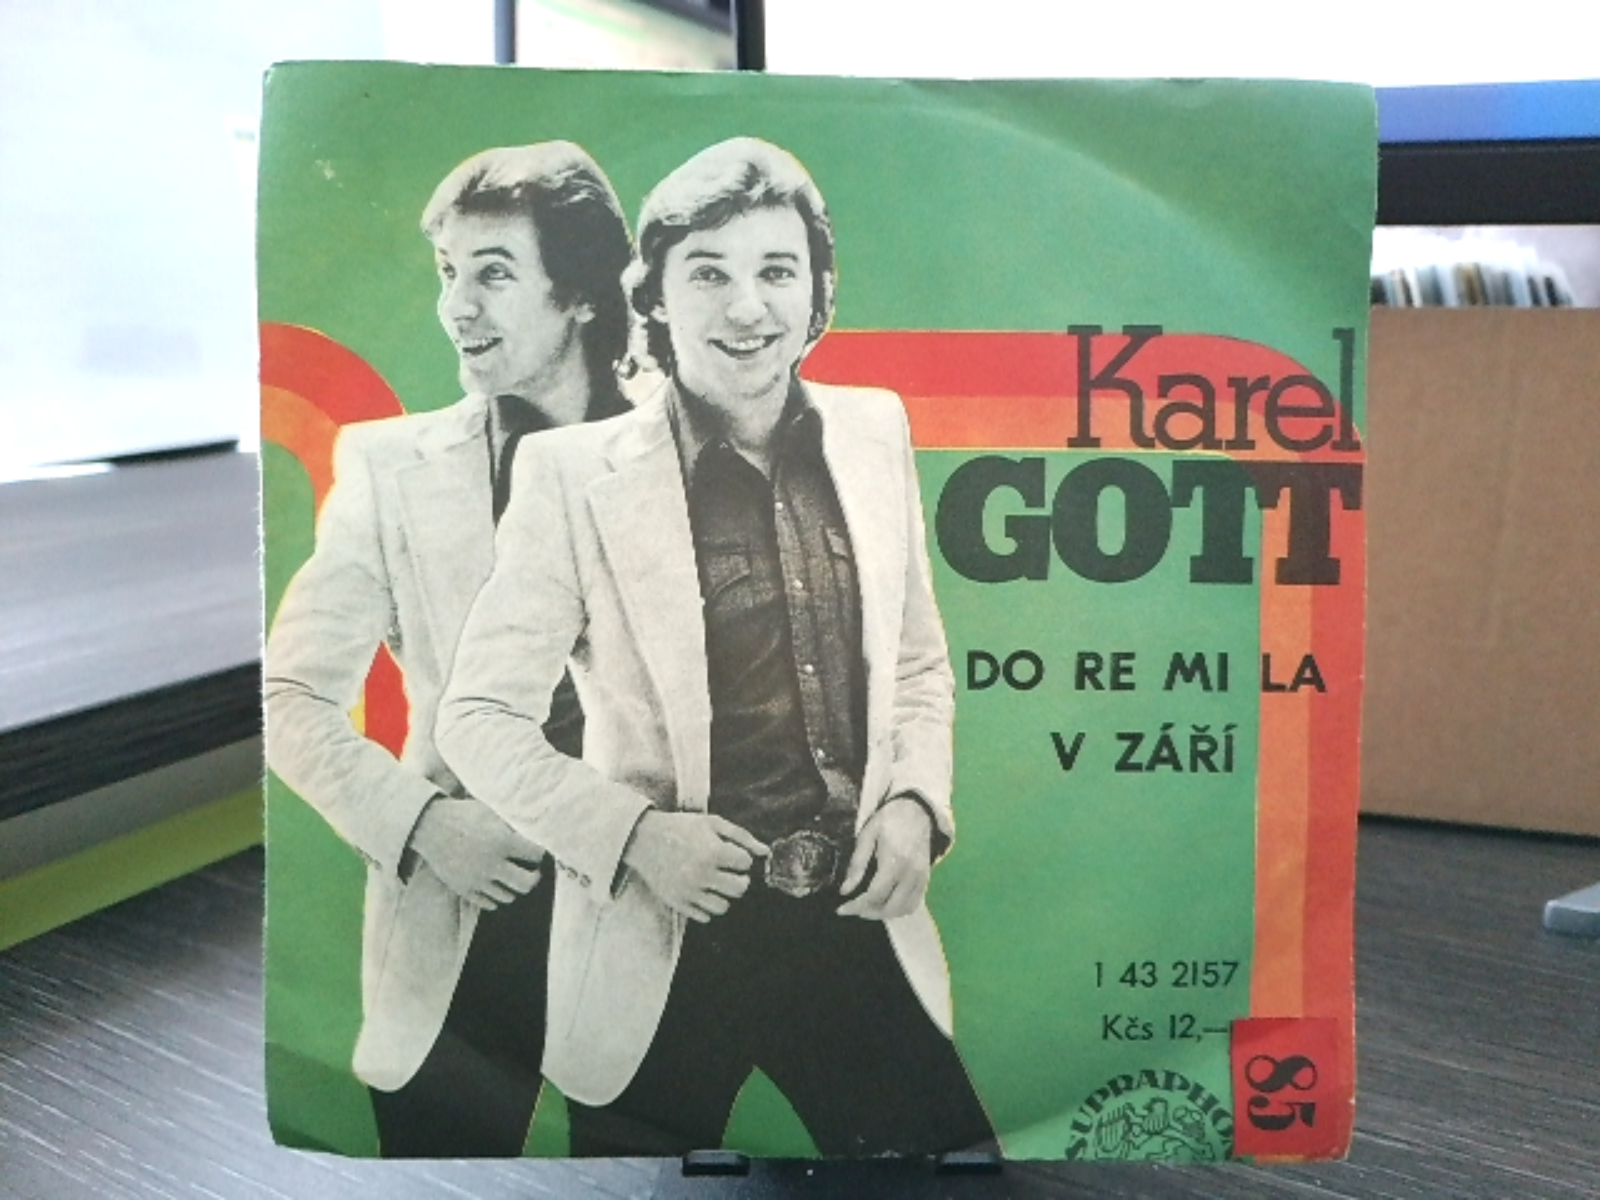 Karel
GOTT
DO RE MI LA
V ZÁŘÍ
1 43 2157
Kčs 12,—
SUPRAPHON
85